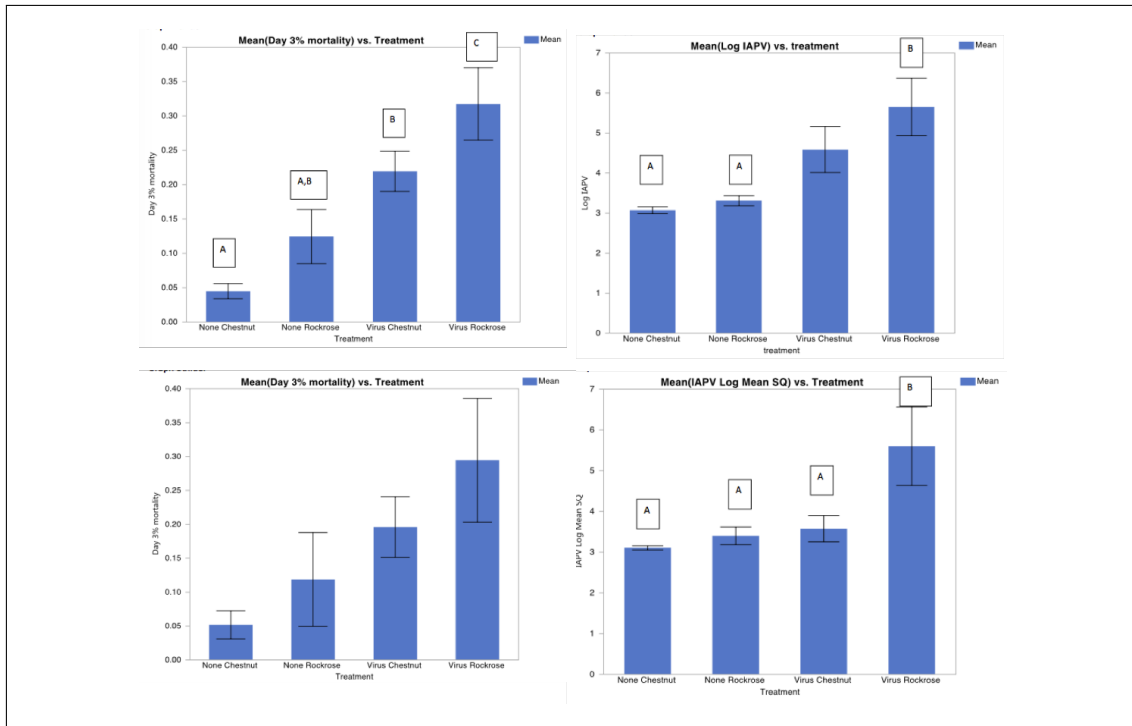 Mean(Day 3% mortality) vs. Treatment
Mean
0.40
0.35
0.30
0.25
0.20
0.15
0.10
0.05
0.00
Day 3% mortality
A
A,B
B
C
None Chestnut None Rockrose Virus Chestnut Virus Rockrose
Treatment
Mean(Log IAPV) vs. treatment
Mean
7
6
5
4
3
2
1
0
Log IAPV
A
A
B
None Chestnut None Rockrose Virus Chestnut Virus Rockrose
treatment
Mean(Day 3% mortality) vs. Treatment
Mean
0.40
0.35
0.30
0.25
0.20
0.15
0.10
0.05
0.00
Day 3% mortality
None Chestnut None Rockrose Virus Chestnut Virus Rockrose
Treatment
Mean(IAPV Log Mean SQ) vs. Treatment
Mean
7
6
5
4
3
2
1
0
IAPV Log Mean SQ
A
A
A
B
None Chestnut None Rockrose Virus Chestnut Virus Rockrose
Treatment